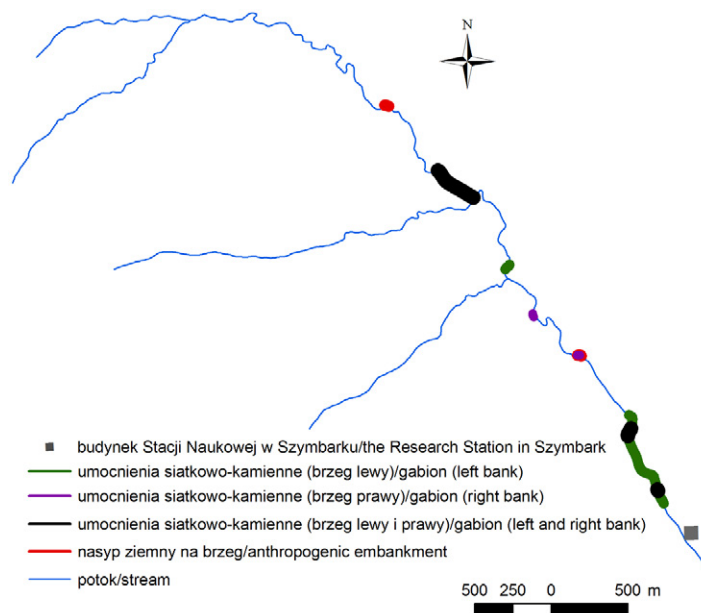 N
budynek Stacji Naukowej w Szymbarku/the Research Station in Szymbark
umocnienia siatkowo-kamienne (brzeg lewy)/gabion (left bank)
umocnienia siatkowo-kamienne (brzeg prawy)/gabion (right bank)
umocnienia siatkowo-kamienne (brzeg lewy i prawy)/gabion (left and right bank)
nasyp ziemny na brzeg/anthropogenic embankment
potok/stream
500 250 0 500 m